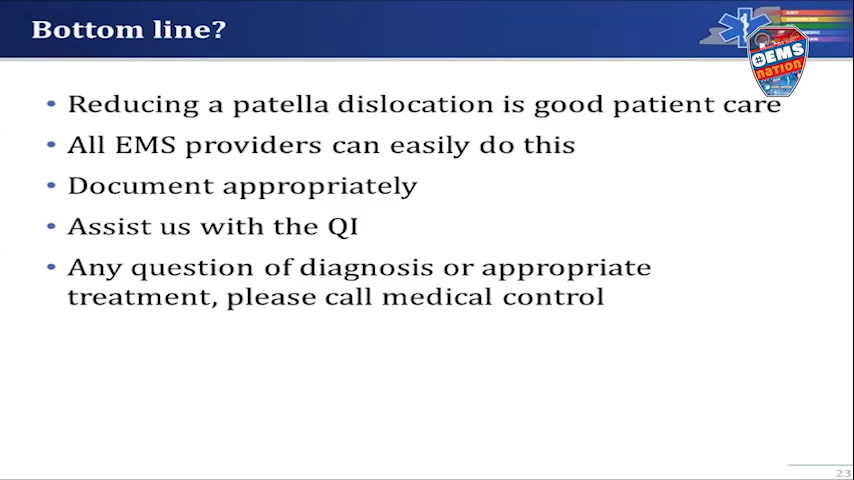 Bottom line?
#EMS
nation
• Reducing a patella dislocation is good patient care
• All EMS providers can easily do this
• Document appropriately
• Assist us with the QI
• Any question of diagnosis or appropriate
treatment, please call medical control
23